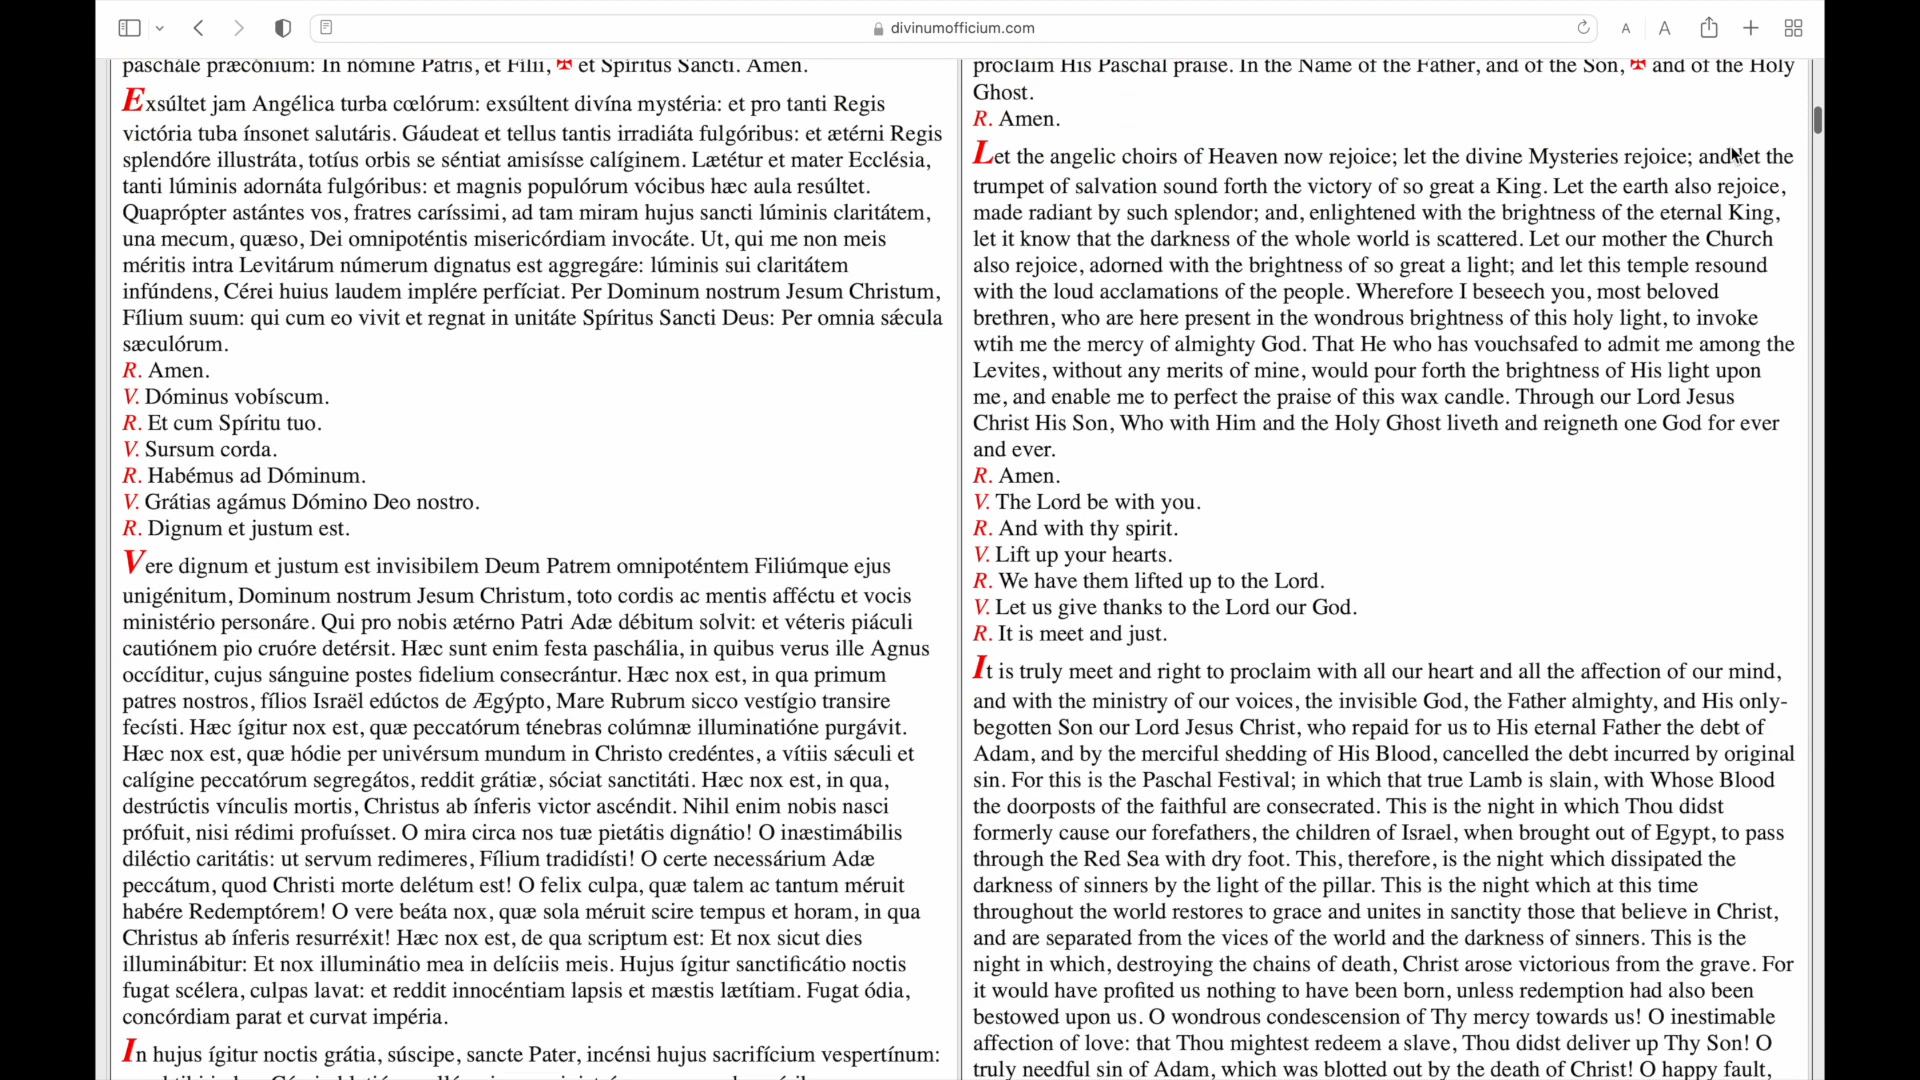 divinumofficium.com
A
A
paschále præcónium: In nómine Patris, et Fílii, ✠ et Spíritus Sancti. Amen.
Exsúltet jam Angélica turba cœlórum: exsúltent divína mystéria: et pro tanti Regis
victória tuba ínsonet salutáris. Gáudeat et tellus tantis irradiáta fulgóribus: et ætérni Regis
splendóre illustráta, totíus orbis se séntiat amisísse calíginem. Lætétur et mater Ecclésia,
tanti lúminis adornáta fulgóribus: et magnis populórum vócibus hæc aula resúltet.
Quaprópter astántes vos, fratres caríssimi, ad tam miram hujus sancti lúminis claritátem,
una mecum, quæso, Dei omnipoténtis misericórdiam invocáte. Ut, qui me non meis
méritis intra Levitárum númerum dignatus est aggregáre: lúminis sui claritátem
infúndens, Cérei huius laudem implére perfíciat. Per Dominum nostrum Jesum Christum,
Fílium suum: qui cum eo vivit et regnat in unitáte Spíritus Sancti Deus: Per omnia sǽcula
sæculórum.
R. Amen.
V. Dóminus vobíscum.
R. Et cum Spíritu tuo.
V. Sursum corda.
R. Habémus ad Dóminum.
V. Grátias agámus Dómino Deo nostro.
R. Dignum et justum est.
Vere dignum et justum est invisibilem Deum Patrem omnipoténtem Filiúmque ejus
unigénitum, Dominum nostrum Jesum Christum, toto cordis ac mentis afféctu et vocis
ministério personáre. Qui pro nobis ætérno Patri Adæ débitum solvit: et véteris piáculi
cautiónem pio cruóre detérsit. Hæc sunt enim festa paschália, in quibus verus ille Agnus
occíditur, cujus sánguine postes fidelium consecrántur. Hæc nox est, in qua primum
patres nostros, fílios Israël edúctos de Ægýpto, Mare Rubrum sicco vestígio transire
fecísti. Hæc ígitur nox est, quæ peccatórum ténebras colúmnæ illuminatióne purgávit.
Hæc nox est, quæ hódie per univérsum mundum in Christo credéntes, a vítiis sǽculi et
calígine peccatórum segregátos, reddit grátiæ, sóciat sanctitáti. Hæc nox est, in qua,
destrúctis vínculis mortis, Christus ab ínferis victor ascéndit. Nihil enim nobis nasci
prófuit, nisi rédimi profuísset. O mira circa nos tuæ pietátis dignátio! O inæstimábilis
diléctio caritátis: ut servum redimeres, Fílium tradidísti! O certe necessárium Adæ
peccátum, quod Christi morte delétum est! O felix culpa, quæ talem ac tantum méruit
habére Redemptórem! O vere beáta nox, quæ sola méruit scire tempus et horam, in qua
Christus ab ínferis resurréxit! Hæc nox est, de qua scriptum est: Et nox sicut dies
illuminábitur: Et nox illuminátio mea in delíciis meis. Hujus ígitur sanctificátio noctis
fugat scélera, culpas lavat: et reddit innocéntiam lapsis et mæstis lætítiam. Fugat ódia,
concórdiam parat et curvat impéria.
In hujus ígitur noctis grátia, súscipe, sancte Pater, incénsi hujus sacrifícium vespertínum:
proclaim His Paschal praise. In the Name of the Father, and of the Son, ✠ and of the Holy
Ghost.
R. Amen.
Let the angelic choirs of Heaven now rejoice; let the divine Mysteries rejoice; and let the
trumpet of salvation sound forth the victory of so great a King. Let the earth also rejoice,
made radiant by such splendor; and, enlightened with the brightness of the eternal King,
let it know that the darkness of the whole world is scattered. Let our mother the Church
also rejoice, adorned with the brightness of so great a light; and let this temple resound
with the loud acclamations of the people. Wherefore I beseech you, most beloved
brethren, who are here present in the wondrous brightness of this holy light, to invoke
wtih me the mercy of almighty God. That He who has vouchsafed to admit me among the
Levites, without any merits of mine, would pour forth the brightness of His light upon
me, and enable me to perfect the praise of this wax candle. Through our Lord Jesus
Christ His Son, Who with Him and the Holy Ghost liveth and reigneth one God for ever
and ever.
R. Amen.
V. The Lord be with you.
R. And with thy spirit.
V. Lift up your hearts.
R. We have them lifted up to the Lord.
V. Let us give thanks to the Lord our God.
R. It is meet and just.
It is truly meet and right to proclaim with all our heart and all the affection of our mind,
and with the ministry of our voices, the invisible God, the Father almighty, and His only-
begotten Son our Lord Jesus Christ, who repaid for us to His eternal Father the debt of
Adam, and by the merciful shedding of His Blood, cancelled the debt incurred by original
sin. For this is the Paschal Festival; in which that true Lamb is slain, with Whose Blood
the doorposts of the faithful are consecrated. This is the night in which Thou didst
formerly cause our forefathers, the children of Israel, when brought out of Egypt, to pass
through the Red Sea with dry foot. This, therefore, is the night which dissipated the
darkness of sinners by the light of the pillar. This is the night which at this time
throughout the world restores to grace and unites in sanctity those that believe in Christ,
and are separated from the vices of the world and the darkness of sinners. This is the
night in which, destroying the chains of death, Christ arose victorious from the grave. For
it would have profited us nothing to have been born, unless redemption had also been
bestowed upon us. O wondrous condescension of Thy mercy towards us! O inestimable
affection of love: that Thou mightest redeem a slave, Thou didst deliver up Thy Son! O
truly needful sin of Adam, which was blotted out by the death of Christ! O happy fault,